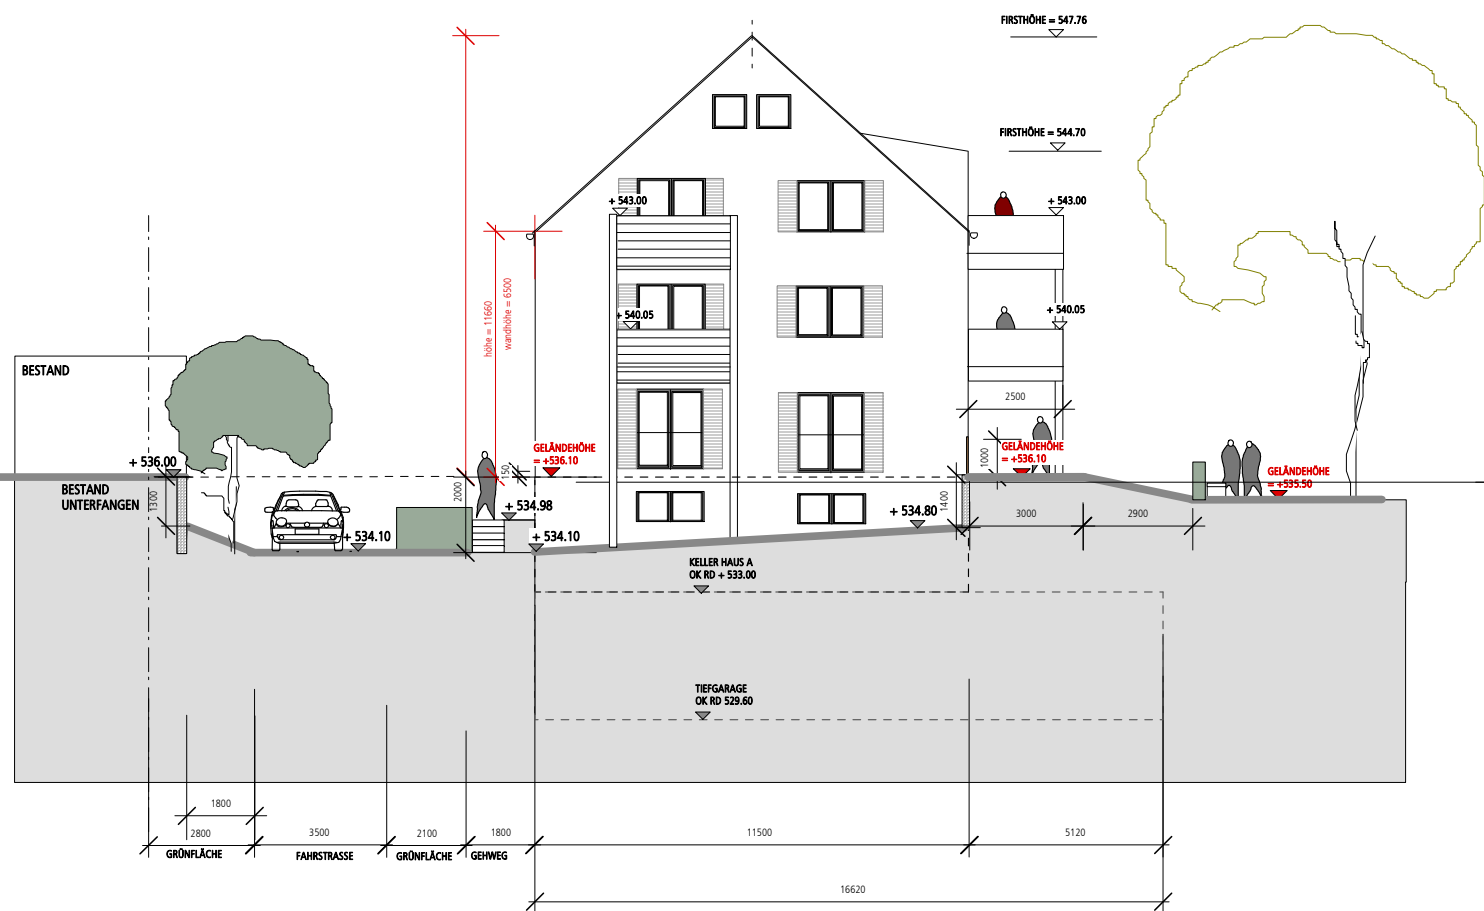 FIRSTHÖHE = 547.76
FIRSTHÖHE = 544.70
+ 543.00
+ 543.00
höhe = 11660
wandhöhe = 6500
+ 540.05
+ 540.05
BESTAND
2500
GELÄNDEHÖHE
= +536.10
GELÄNDEHÖHE
= +536.10
1000
+ 536.00
150
GELÄNDEHÖHE
= +535.50
BESTAND
UNTERFANGEN
1300
2000
1400
+ 534.98
+ 534.80
3000
2900
+ 534.10
+ 534.10
KELLER HAUS A
OK RD + 533.00
TIEFGARAGE
OK RD 529.60
1800
2800
3500
2100
1800
11500
5120
GRÜNFLÄCHE
FAHRSTRASSE
GRÜNFLÄCHE
GEHWEG
16620